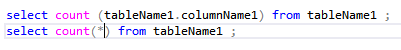 select count (tableName1.columnName1) from tableName1 ;
select count(*) from tableName1 ;